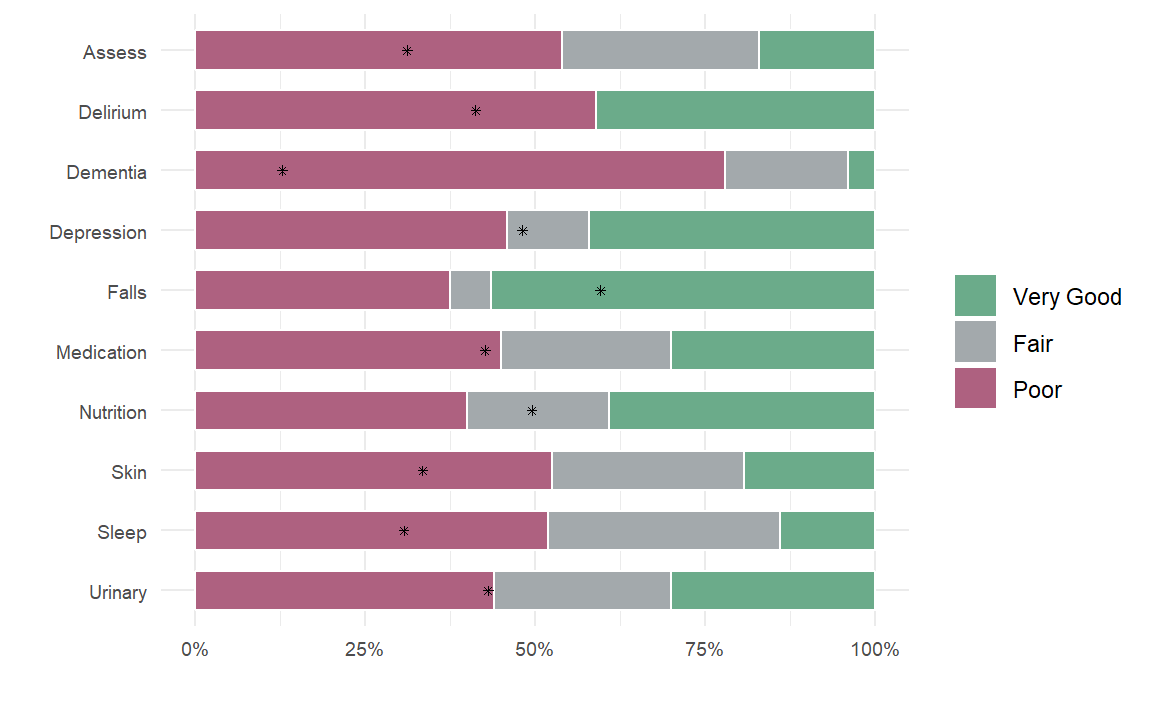 Assess
Delirium
Dementia
Depression
Falls
Medication
Nutrition
Skin
Sleep
Urinary
0% 25% 50% 75% 100%
Very Good
Fair
Poor